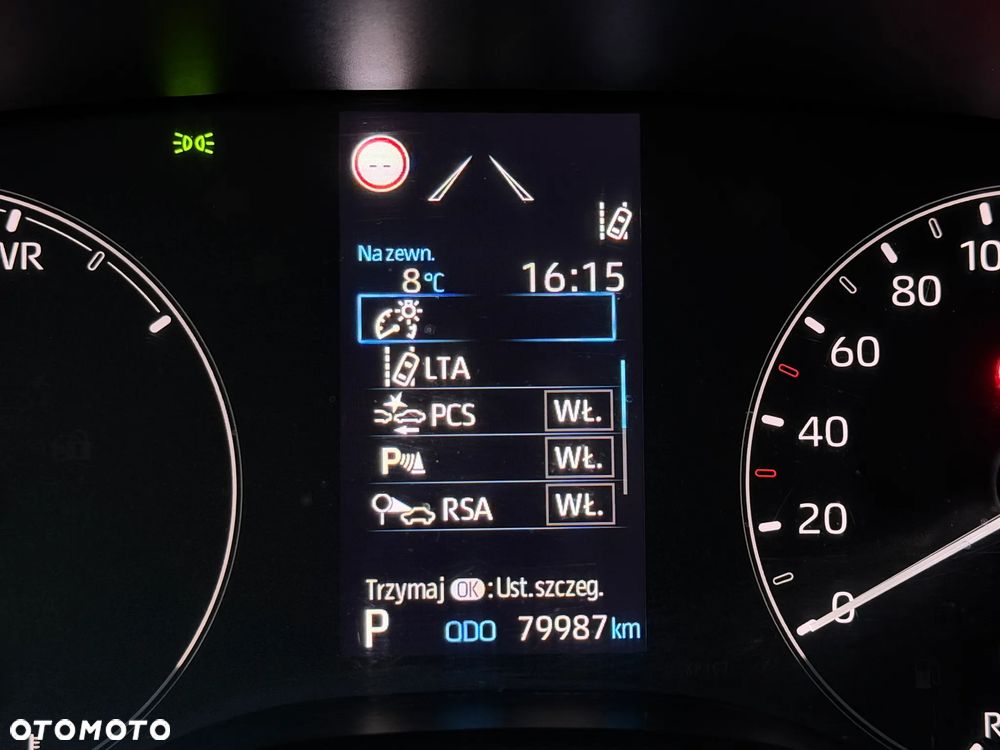 --
Na zewn.
8°C 16:15
LTA
PCS WŁ.
P WŁ.
RSA WŁ.
Trzymaj OK :Ust.szczeg.
P ODO 79987 km
100
80
60
40
20
0
OTOMOTO